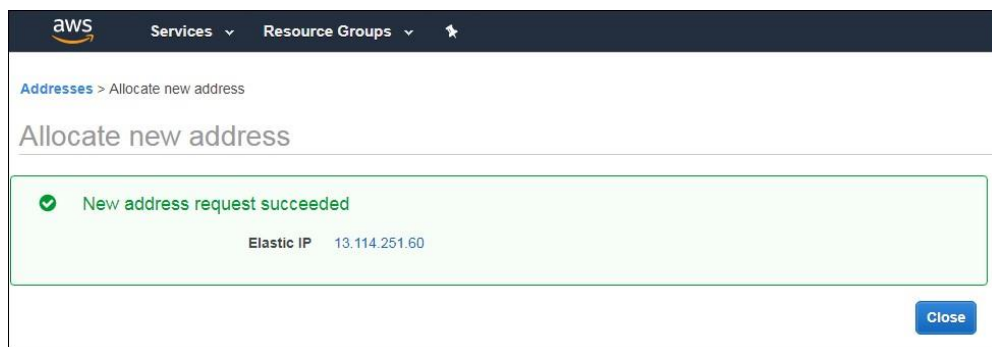 aws Services Resource Groups
Addresses > Allocate new address
Allocate new address
New address request succeeded
Elastic IP 13.114.251.60
Close